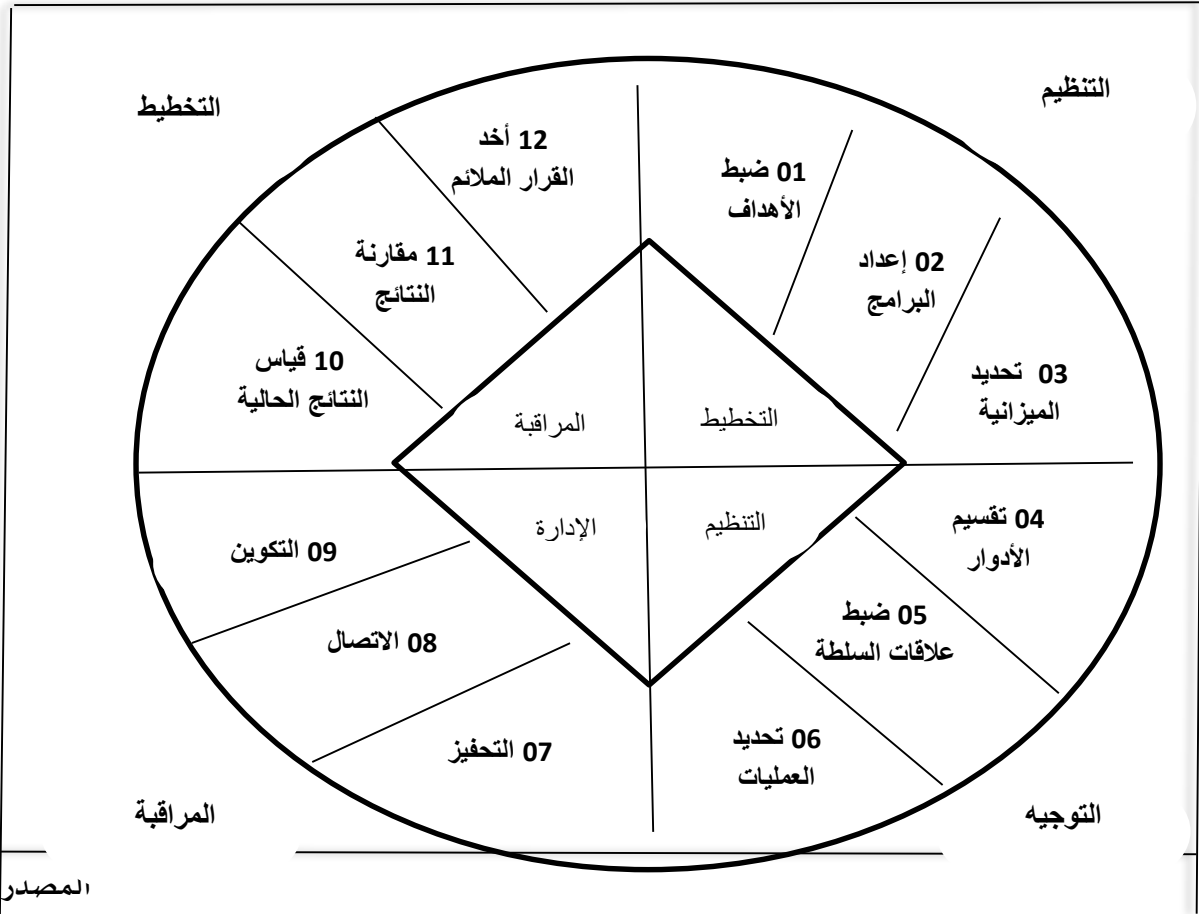 التنظيم
التخطيط
01 ضبط
الأهداف
02 إعداد
البرامج
03 تحديد
الميزانية
04 تقسيم
الأدوار
05 ضبط
علاقات السلطة
06 تحديد
العمليات
07 التحفيز
08 الاتصال
09 التكوين
10 قياس
النتائج الحالية
11 مقارنة
النتائج
12 أخد
القرار الملائم
التخطيط
المراقبة
التنظيم
الإدارة
التوجيه
المراقبة
المصدر